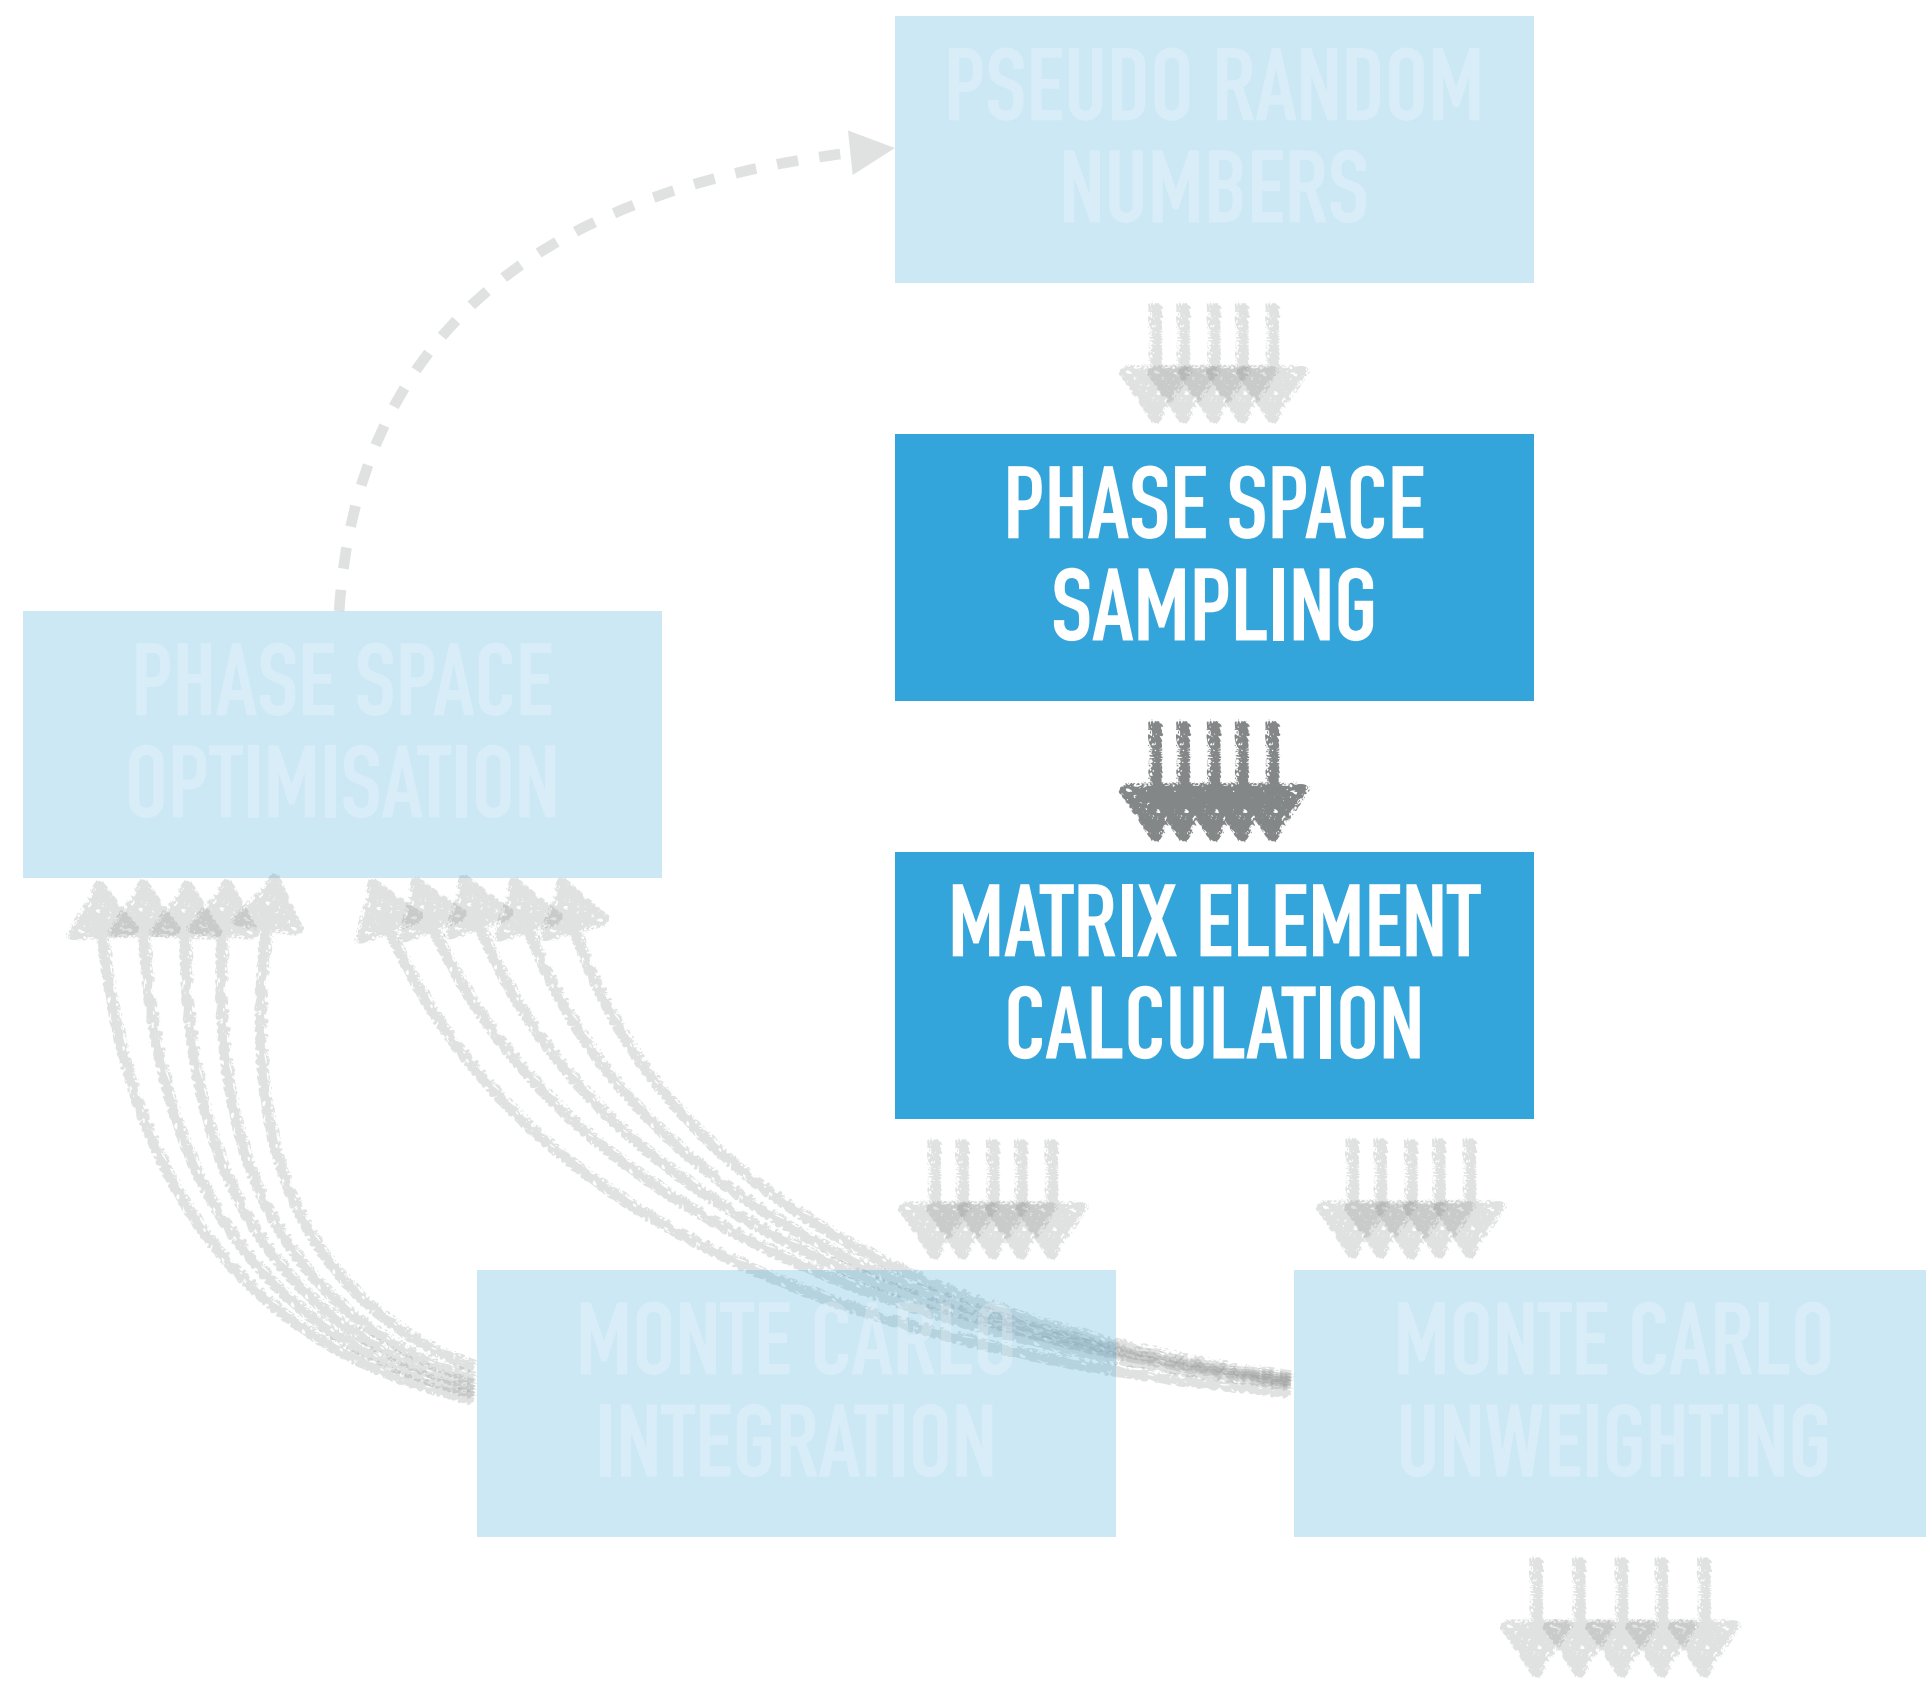 PSEUDO RANDOM
NUMBERS
PHASE SPACE
SAMPLING
PHASE SPACE
OPTIMISATION
MATRIX ELEMENT
CALCULATION
MONTE CARLO
INTEGRATION
MONTE CARLO
UNWEIGHTING